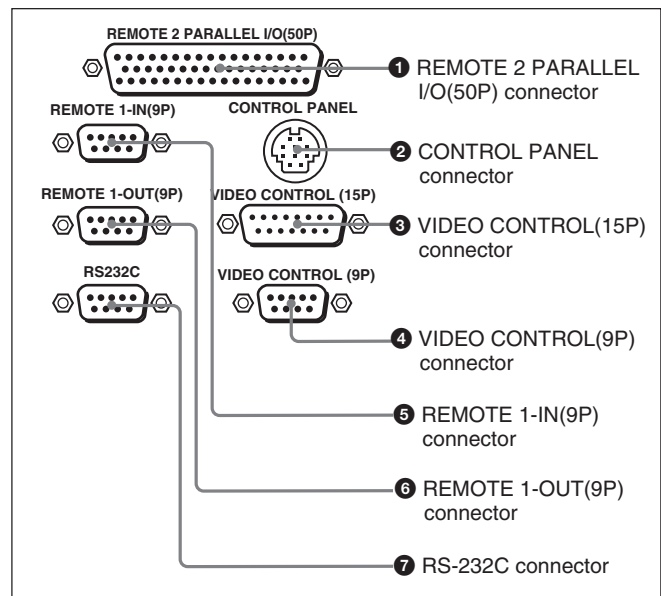 REMOTE 2 PARALLEL I/O(50P)
REMOTE 1-IN(9P)
CONTROL PANEL
REMOTE 1-OUT(9P)
VIDEO CONTROL (15P)
RS232C
VIDEO CONTROL (9P)
1 REMOTE 2 PARALLEL
I/O(50P) connector
2 CONTROL PANEL
connector
3 VIDEO CONTROL(15P)
connector
4 VIDEO CONTROL(9P)
connector
5 REMOTE 1-IN(9P)
connector
6 REMOTE 1-OUT(9P)
connector
7 RS-232C connector